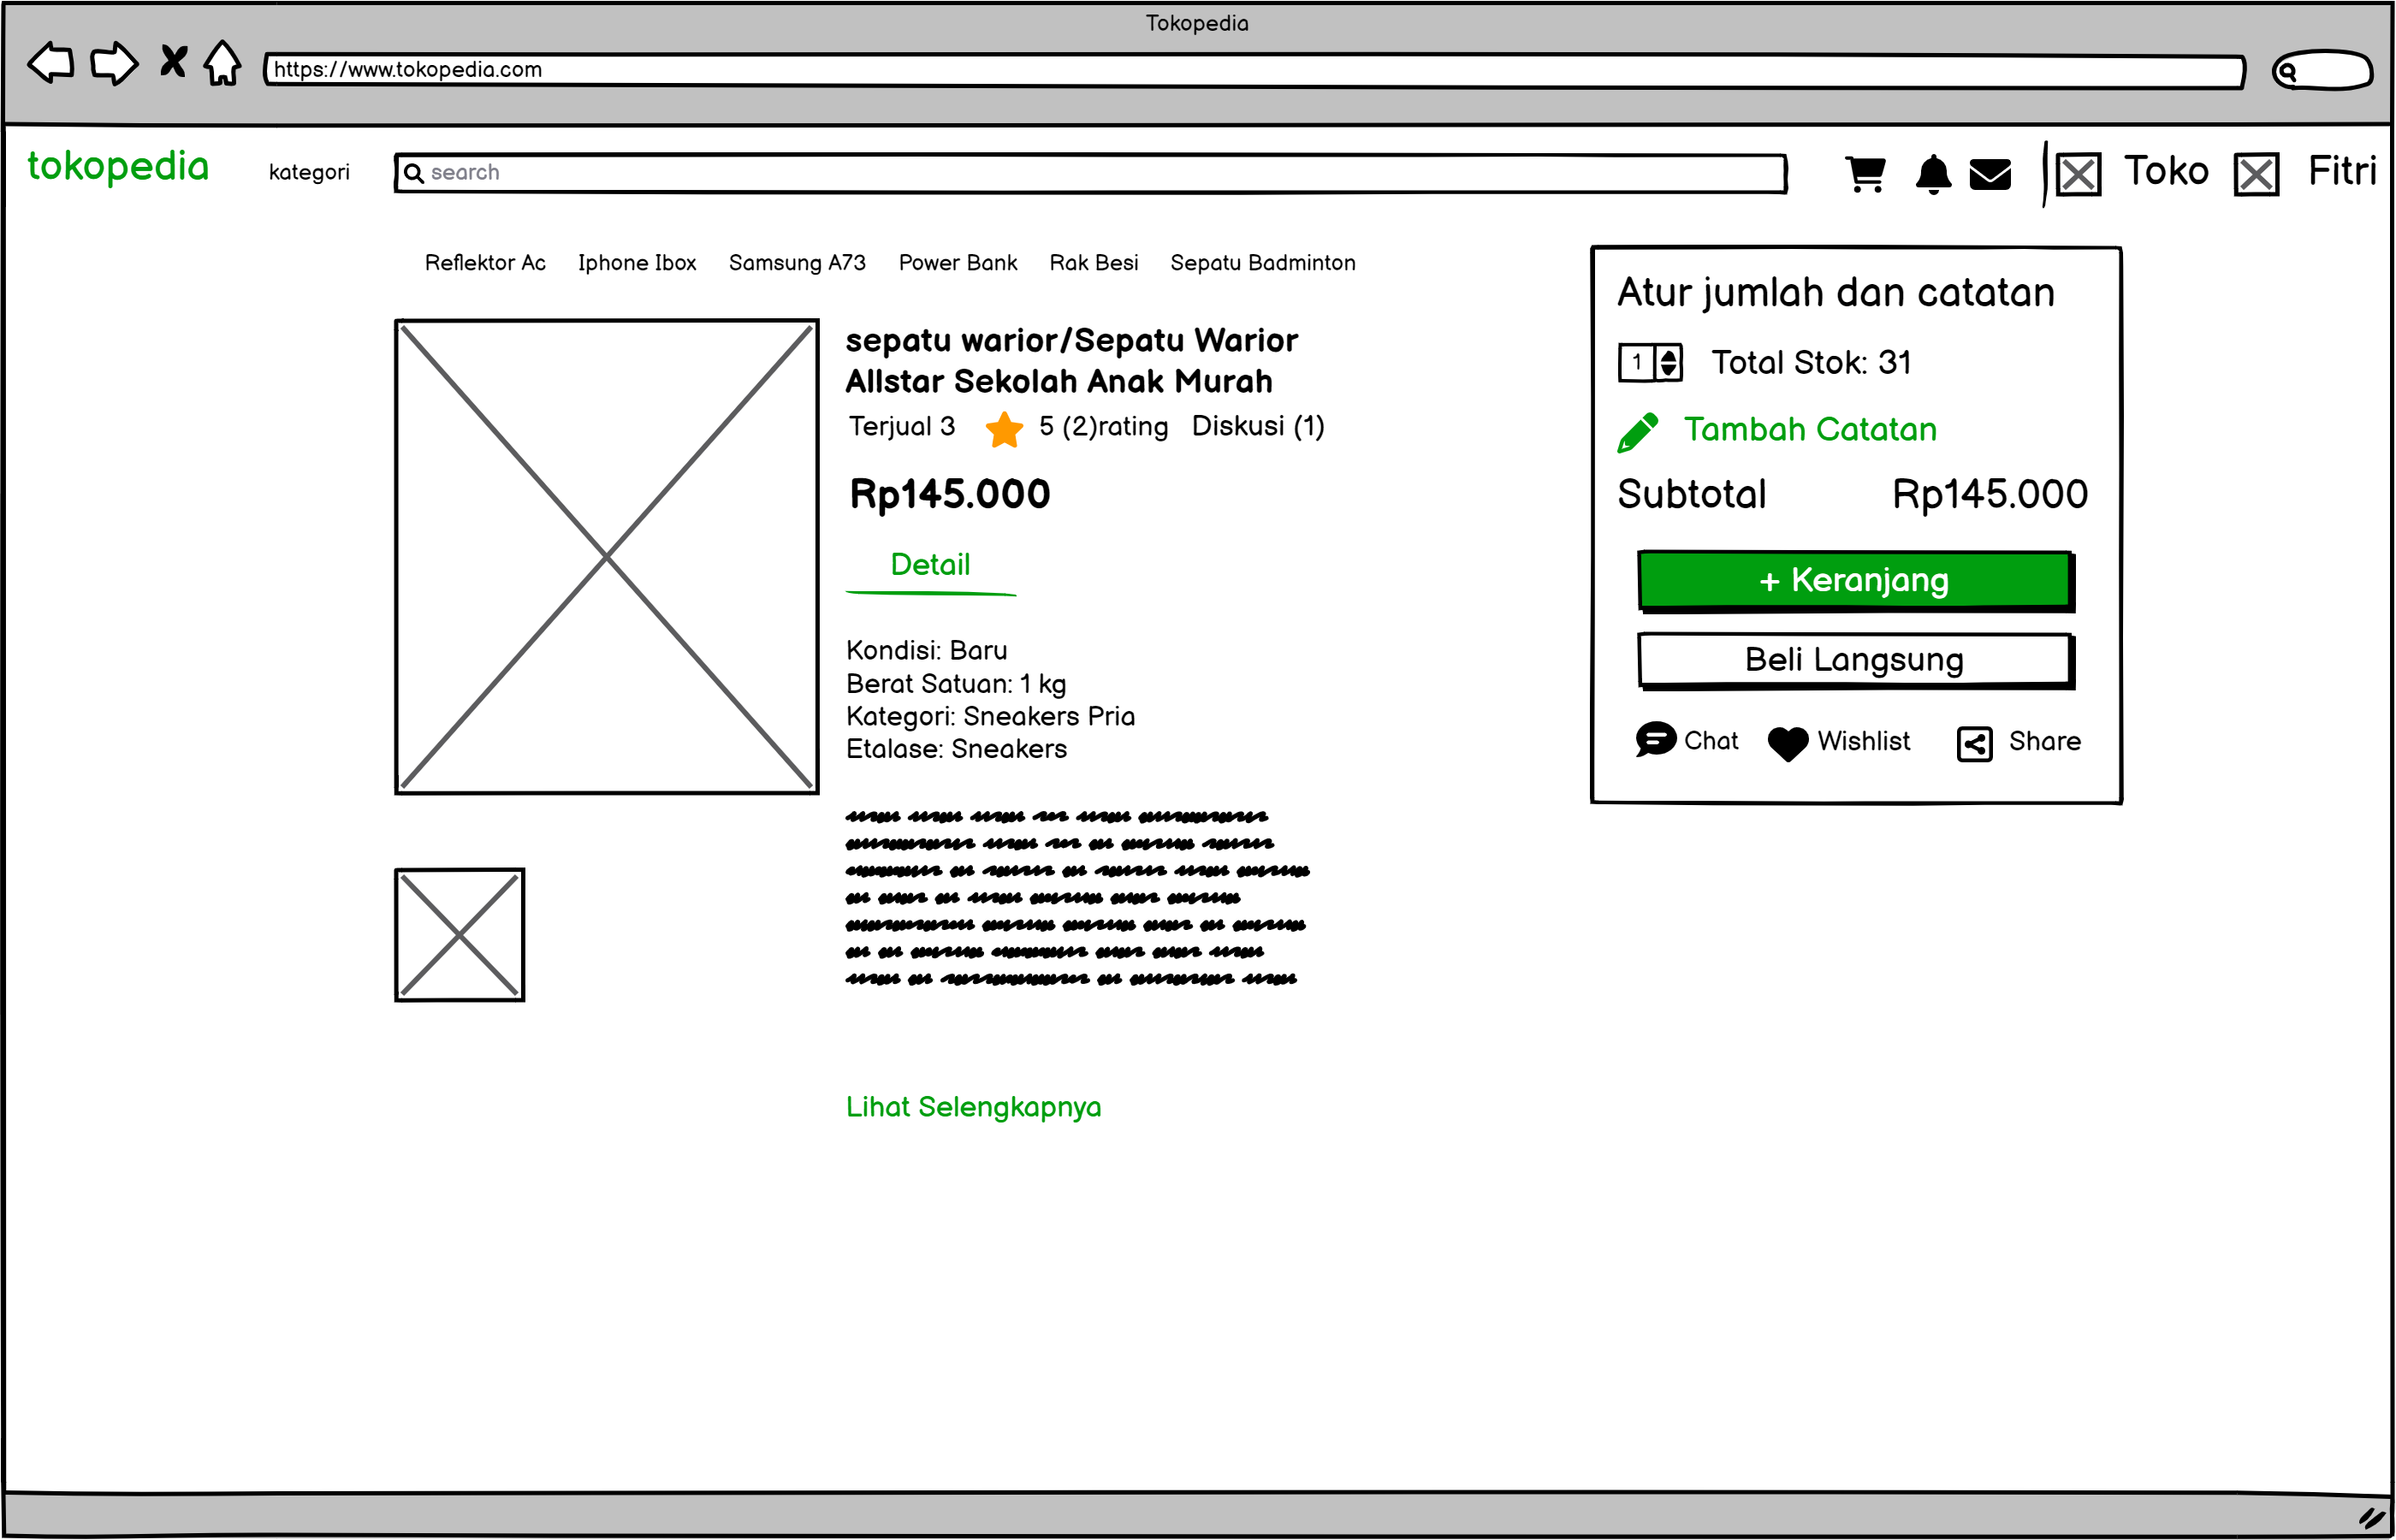 Tokopedia
https://www.tokopedia.com
tokopedia kategori search Toko Fitri
Reflektor Ac Iphone Ibox Samsung A73 Power Bank Rak Besi Sepatu Badminton
sepatu warior/Sepatu Warior
Allstar Sekolah Anak Murah
Terjual 3 5 (2)rating Diskusi (1)
Rp145.000
Detail
Kondisi: Baru
Berat Satuan: 1 kg
Kategori: Sneakers Pria
Etalase: Sneakers
Lihat Selengkapnya
Atur jumlah dan catatan
1 Total Stok: 31
Tambah Catatan
Subtotal Rp145.000
+ Keranjang
Beli Langsung
Chat Wishlist Share